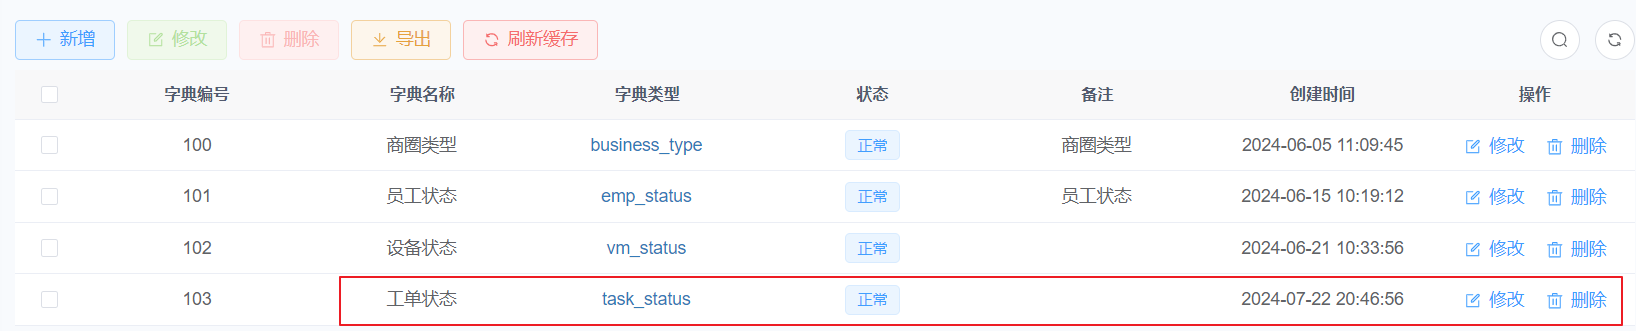 新增 修改 删除 导出 刷新缓存
字典编号 字典名称 字典类型 状态 备注 创建时间 操作
100 商圈类型 business_type 正常 商圈类型 2024-06-05 11:09:45 修改 删除
101 员工状态 emp_status 正常 员工状态 2024-06-15 10:19:12 修改 删除
102 设备状态 vm_status 正常 2024-06-21 10:33:56 修改 删除
103 工单状态 task_status 正常 2024-07-22 20:46:56 修改 删除